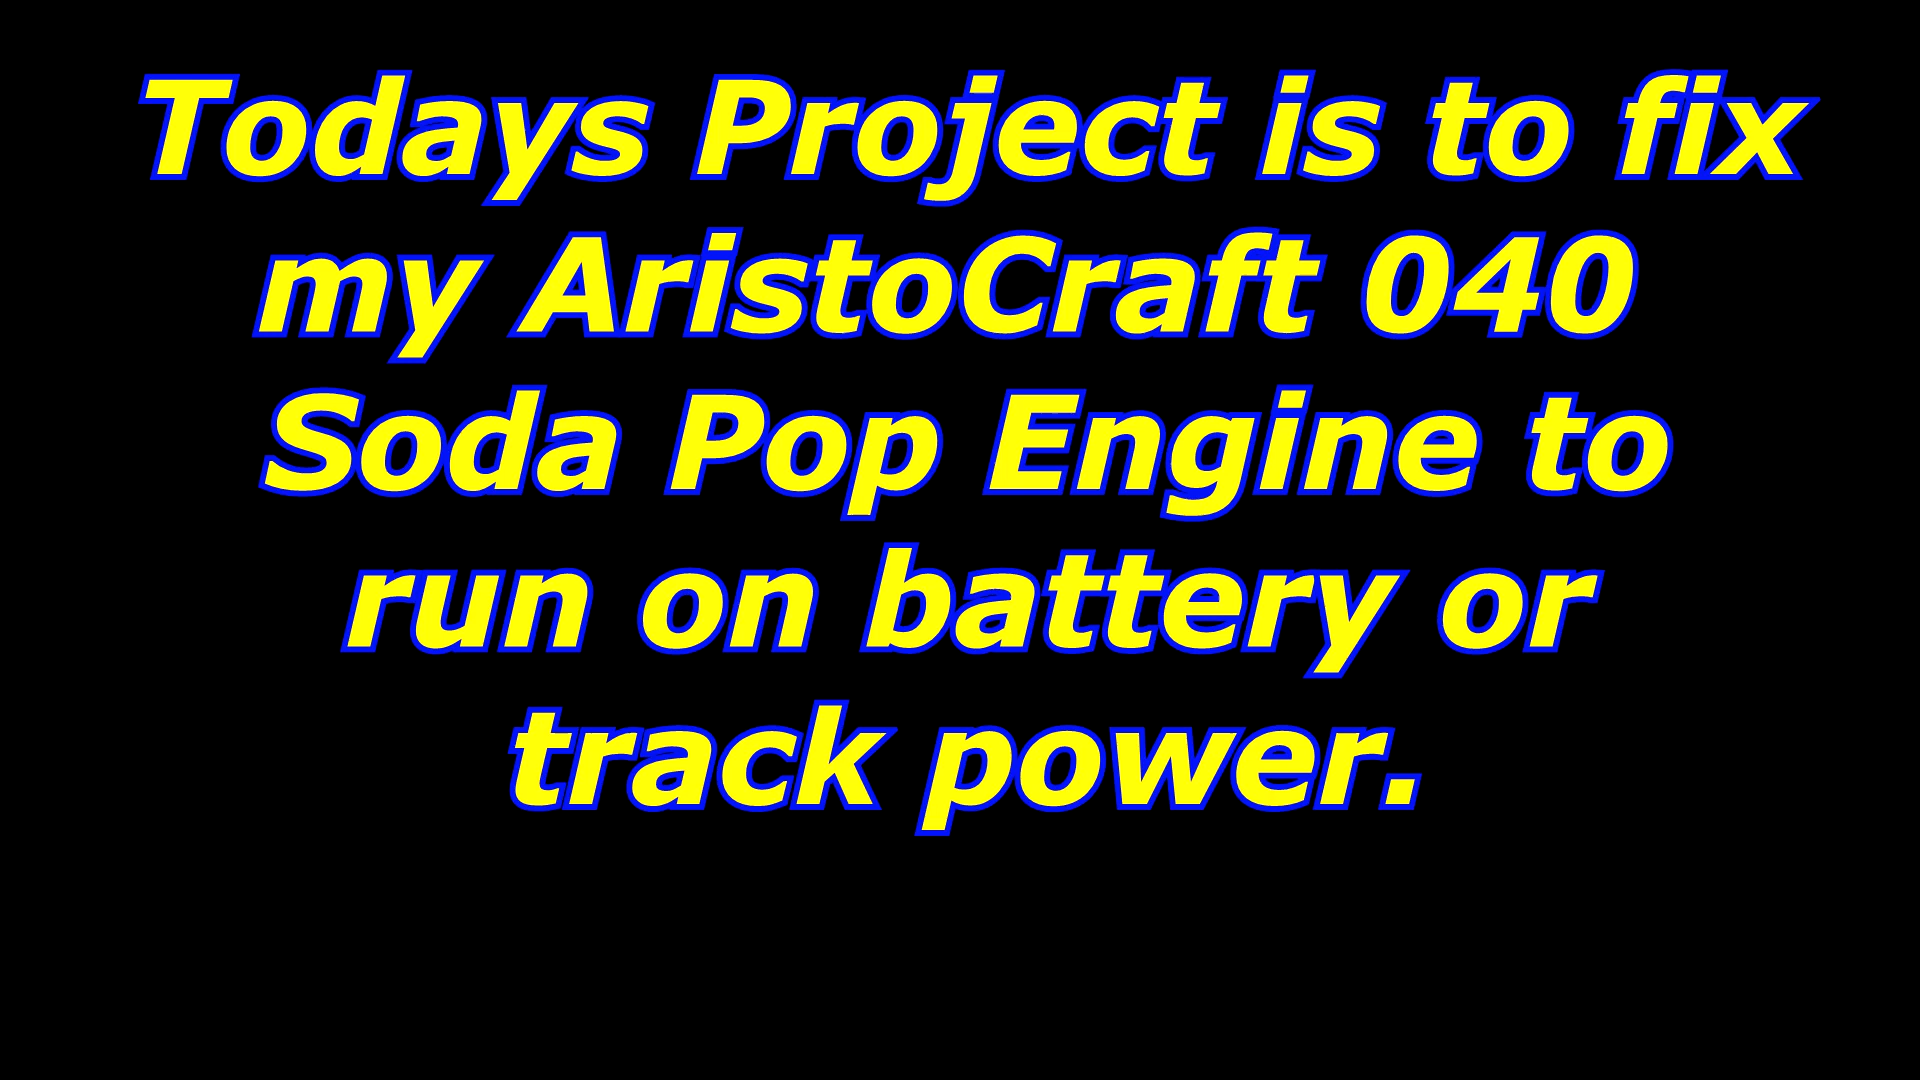 Todays Project is to fix
my AristoCraft 040
Soda Pop Engine to
run on battery or
track power.